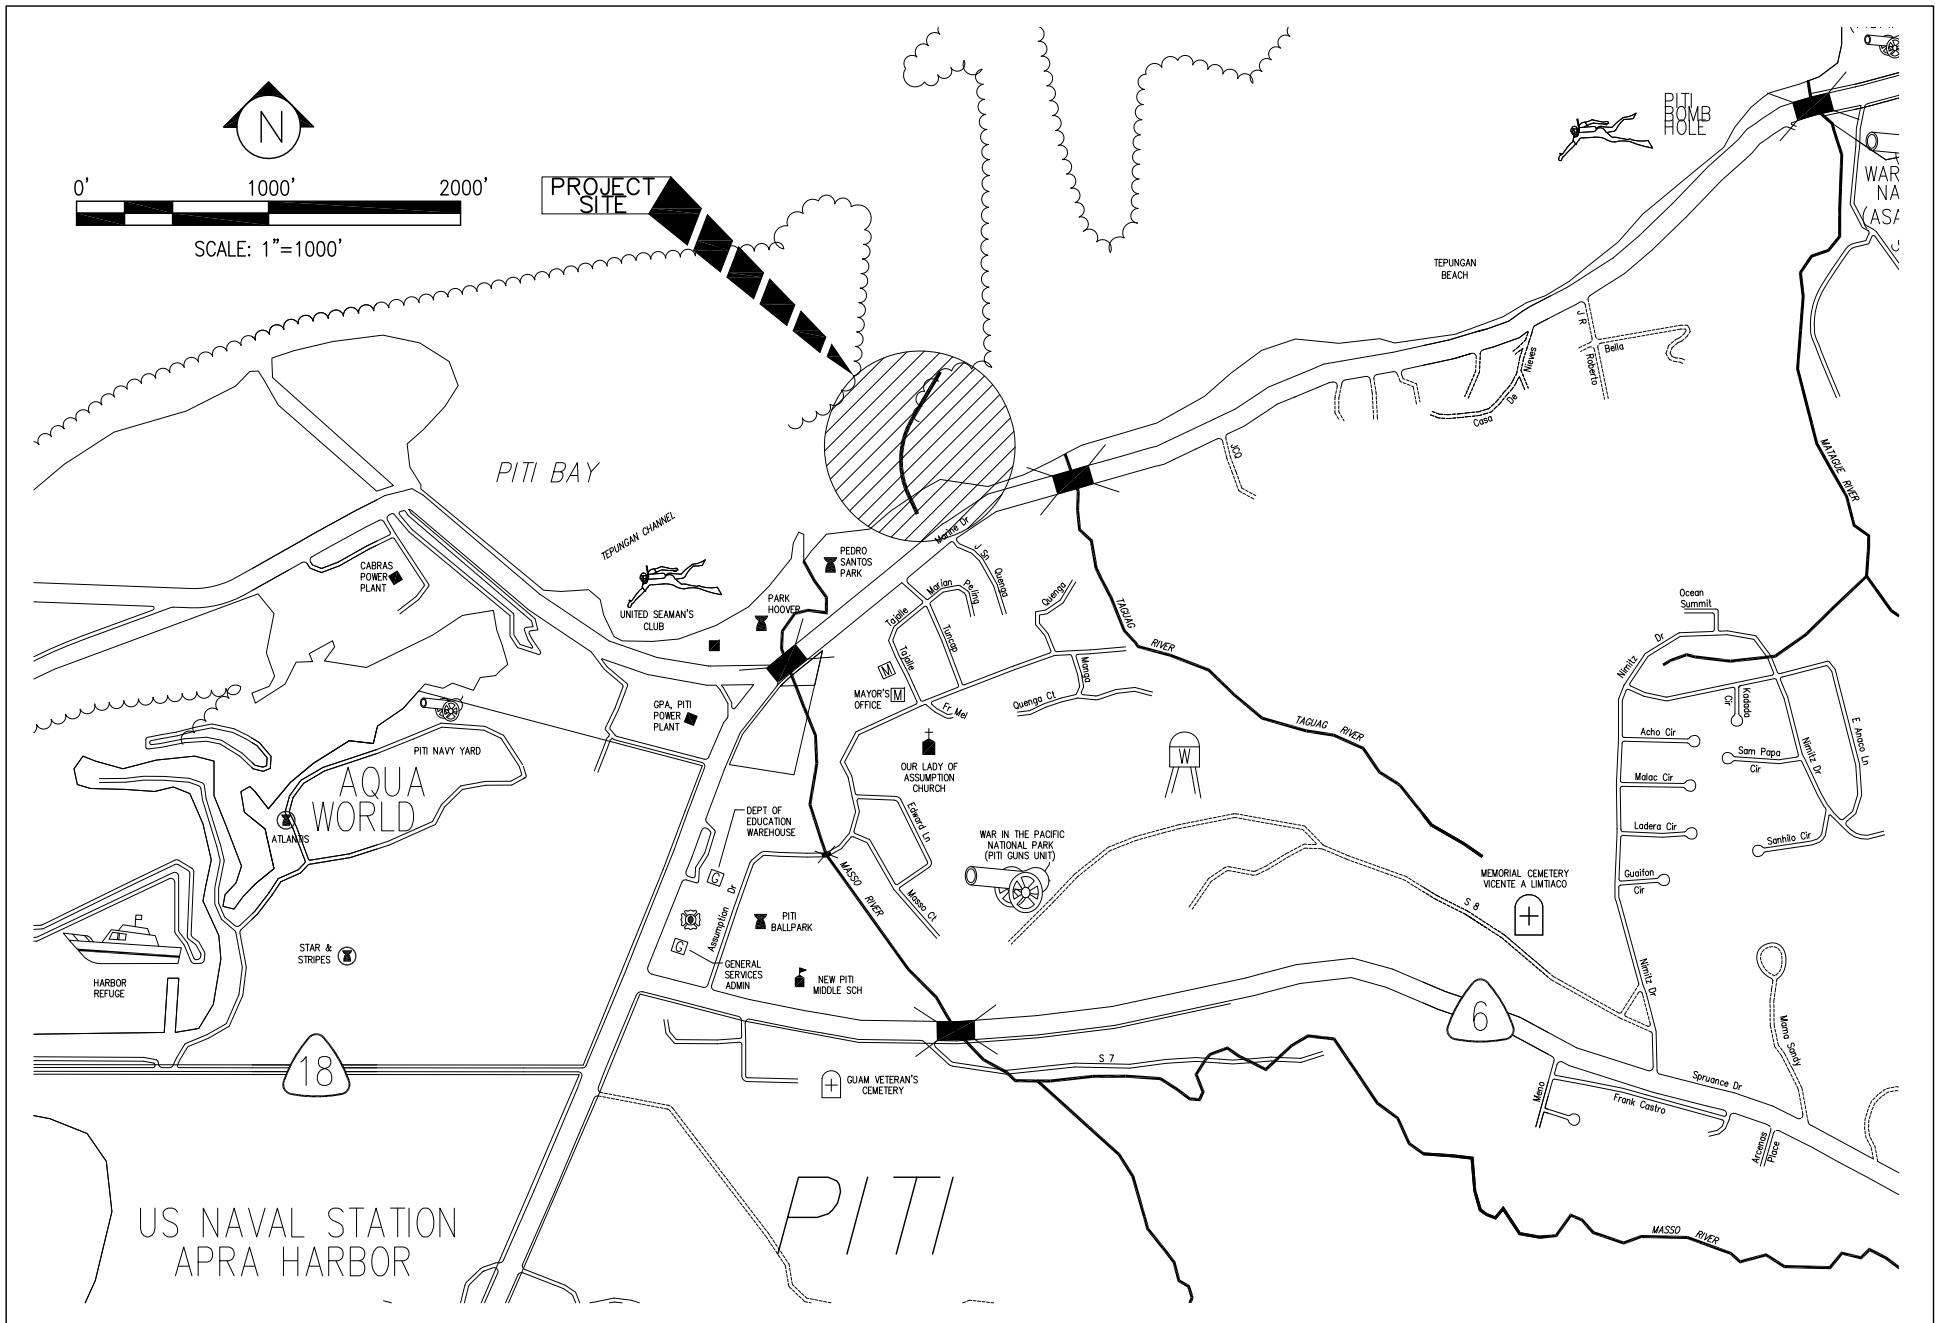 N
0'
1000'
2000'
SCALE: 1"=1000'
PROJECT
SITE
PITI
BOMB
HOLE
WAR
NA
(ASA
TEPUNGAN
BEACH
J R
Roberto
Bella
Nieves
De
Casa
JCQ
MATAGUE
RIVER
PITI BAY
TEPUNGAN CHANNEL
CABRAS
POWER
PLANT
UNITED SEAMAN'S
CLUB
PEDRO
SANTOS
PARK
PARK
HOOVER
Marine Dr
J Sn
Quenga
Marian
Peling
Tajalle
Tajalle
Tuncap
Quenga
Manga
Quenga Ct
Fr Mel
M
MAYOR'S
OFFICE
M
TAGUAG
RIVER
TAGUAG
RIVER
W
GPA, PITI
POWER
PLANT
PITI NAVY YARD
AQUA
WORLD
ATLANTIS
OUR LADY OF
ASSUMPTION
CHURCH
Edward Ln
Masso Ct
MASSO
RIVER
DEPT OF
EDUCATION
WAREHOUSE
G
Assumption
Dr
G
GENERAL
SERVICES
ADMIN
PITI
BALLPARK
NEW PITI
MIDDLE SCH
WAR IN THE PACIFIC
NATIONAL PARK
(PITI GUNS UNIT)
MEMORIAL CEMETERY
VICENTE A LIMTIACO
S 8
Ocean
Summit
Nimitz
Dr
Kadada
Cir
Acho Cir
Sam Papa
Cir
Malac Cir
Nimitz Dr
E Anaco Ln
Ladera Cir
Sanhilo Cir
Guaifon
Cir
Nimitz Dr
Mama Sandy
STAR &
STRIPES
HARBOR
REFUGE
18
6
S 7
GUAM VETERAN'S
CEMETERY
Spruance Dr
Frank Castro
Meno
Arcenas
Place
MASSO
RIVER
US NAVAL STATION
APRA HARBOR
PITI